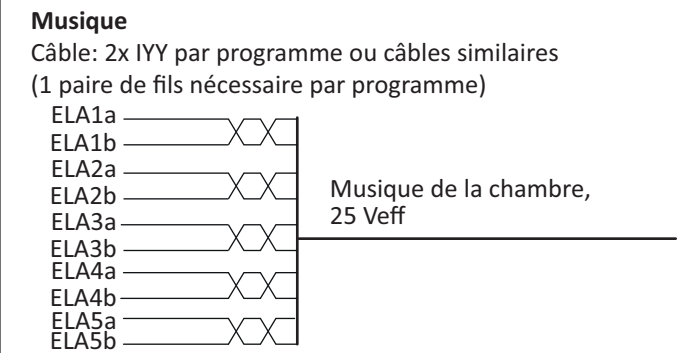 Musique
Câble: 2x IYY par programme ou câbles similaires
(1 paire de fils nécessaire par programme)
ELA1a
ELA1b
ELA2a
ELA2b
ELA3a
ELA3b
ELA4a
ELA4b
ELA5a
ELA5b
Musique de la chambre,
25 Veff